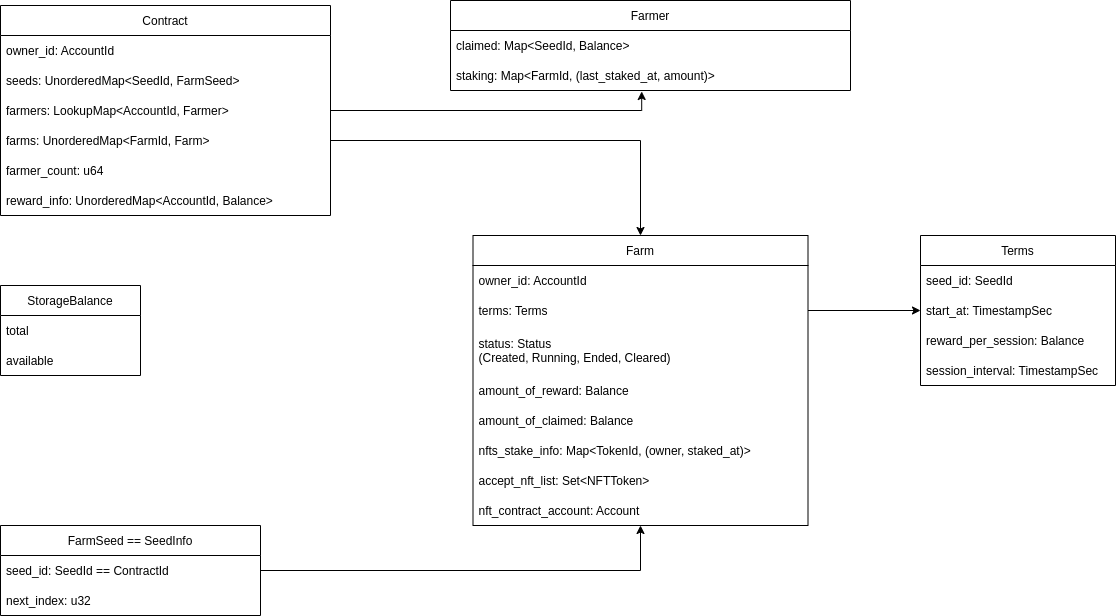 Contract
owner_id: AccountId
seeds: UnorderedMap<SeedId, FarmSeed>
farmers: LookupMap<AccountId, Farmer>
farms: UnorderedMap<FarmId, Farm>
farmer_count: u64
reward_info: UnorderedMap<AccountId, Balance>
Farmer
claimed: Map<SeedId, Balance>
staking: Map<FarmId, (last_staked_at, amount)>
StorageBalance
total
available
Farm
owner_id: AccountId
terms: Terms
status: Status
(Created, Running, Ended, Cleared)
amount_of_reward: Balance
amount_of_claimed: Balance
nfts_stake_info: Map<TokenId, (owner, staked_at)>
accept_nft_list: Set<NFTToken>
nft_contract_account: Account
Terms
seed_id: SeedId
start_at: TimestampSec
reward_per_session: Balance
session_interval: TimestampSec
FarmSeed == SeedInfo
seed_id: SeedId == ContractId
next_index: u32